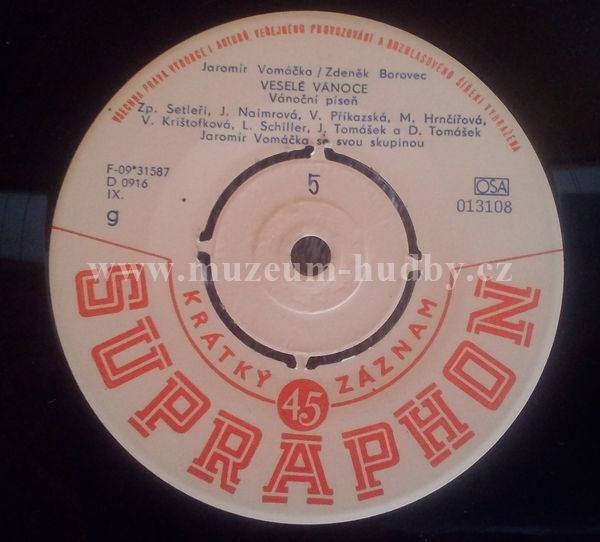 VŠECHNA PRÁVA VÝROBCE I AUTORŮ VEŘEJNÉHO PROVOZOVÁNÍ A ROZHLASOVÉHO ŠÍŘENÍ VYHRAŽENA
Jaromír Vomáčka/Zdeněk Borovec
VESELÉ VÁNOCE
Vánoční píseň
Zp. Setleři, J. Naimrová, V. Příkazská, M. Hrnčířová,
V. Krištofková, L. Schiller, J. Tomášek a D. Tomášek
Jaromír Vomáčka se svou skupinou
F-09*31587
D 0916
IX.
g
5
OSA
013108
www.muzeum-hudby.cz
KRÁTKÝ 45 ZÁZNAM
SUPRAPHON